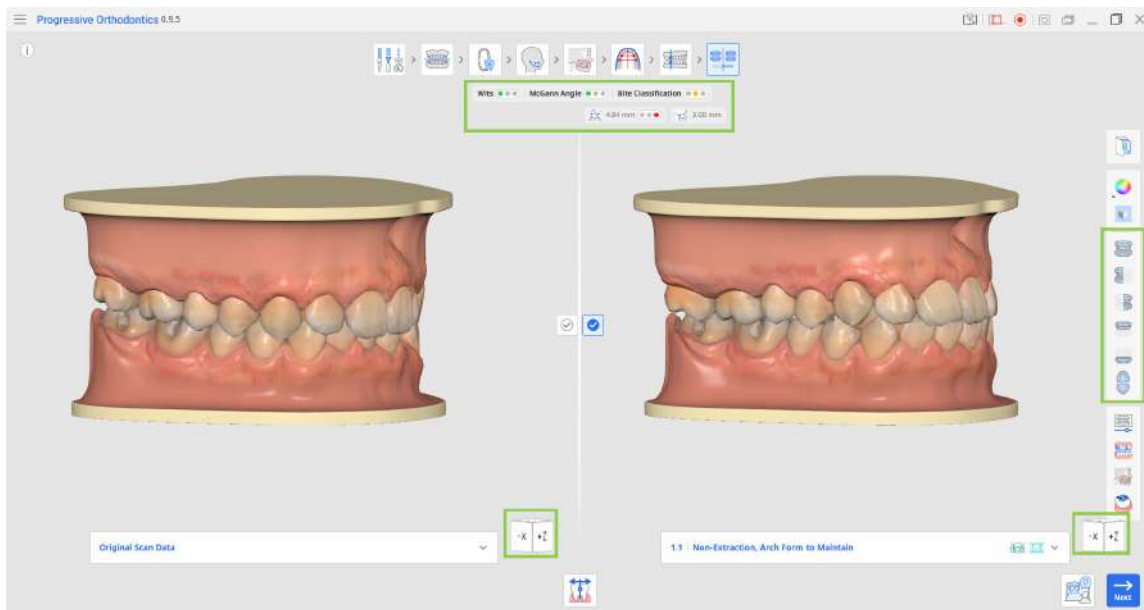 Progressive Orthodontics 0.9.5
Wits McGann Angle Bite Classification
4.84 mm 3.00 mm
-X +Z
-X +Z
Original Scan Data
1.1 Non-Extraction, Arch Form to Maintain
Next